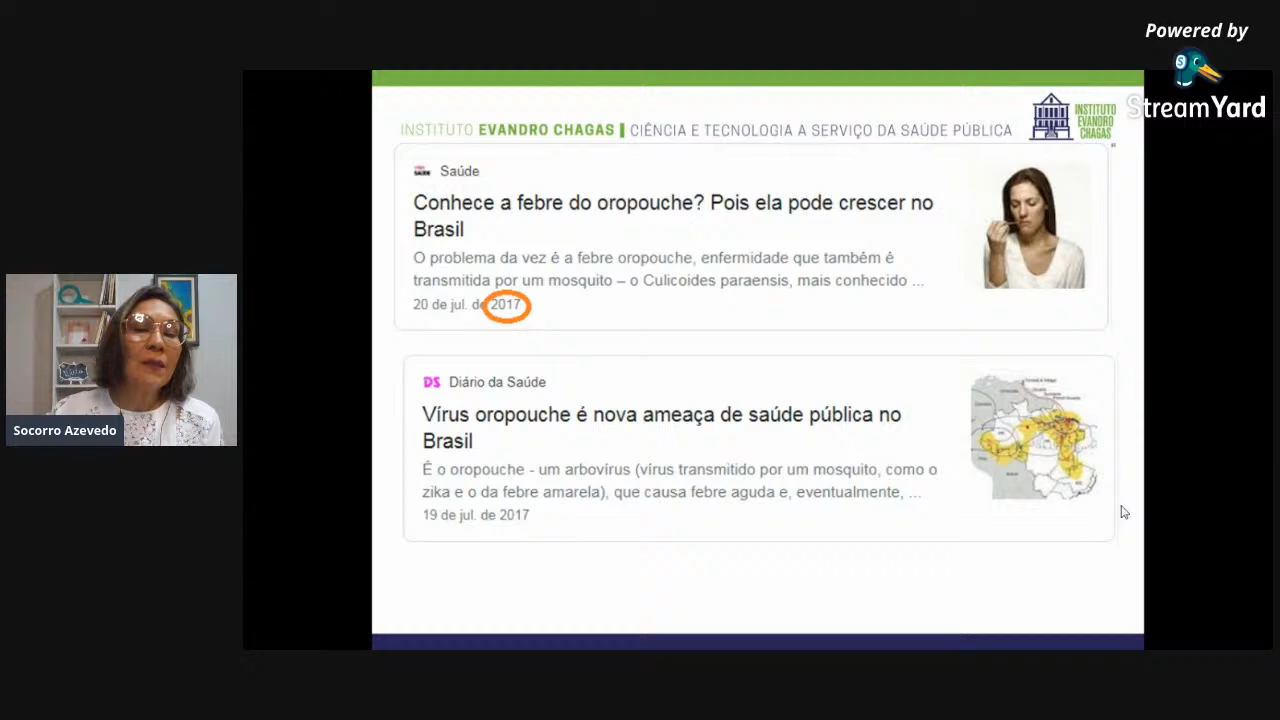 Powered by
StreamYard
INSTITUTO EVANDRO CHAGAS | CIÊNCIA E TECNOLOGIA A SERVIÇO DA SAÚDE PÚBLICA
INSTITUTO
EVANDRO
CHAGAS
SAÚDE
Saúde
Conhece a febre do oropouche? Pois ela pode crescer no
Brasil
O problema da vez é a febre oropouche, enfermidade que também é
transmitida por um mosquito – o Culicoides paraensis, mais conhecido ...
20 de jul. de 2017
DS Diário da Saúde
Vírus oropouche é nova ameaça de saúde pública no
Brasil
É o oropouche - um arbovírus (vírus transmitido por um mosquito, como o
zika e o da febre amarela), que causa febre aguda e, eventualmente, ...
19 de jul. de 2017
Socorro Azevedo